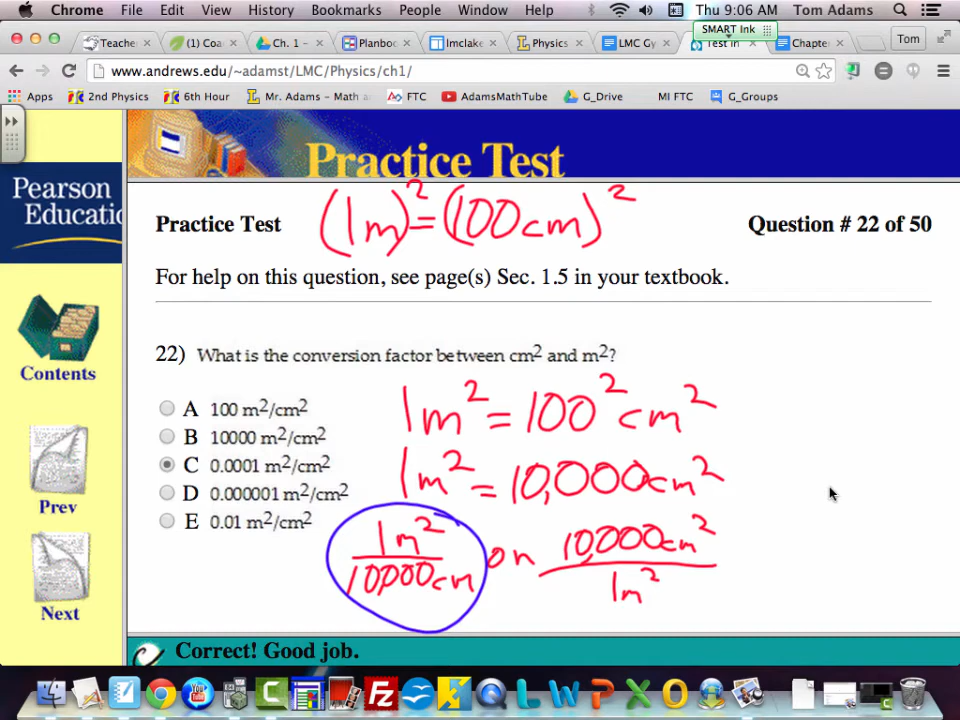 Chrome File Edit View History Bookmarks People Window Help Thu 9:06 AM Tom Adams
SMART Ink
Teache (1) Coa Ch. 1 – Planboo lmclake Physics LMC Gy Test in Chapter Tom
www.andrews.edu/~adamst/LMC/Physics/ch1/
Apps 2nd Physics 6th Hour Mr. Adams - Math a FTC AdamsMathTube G_Drive MI FTC G_Groups
Pearson
Educatio
Practice Test
Practice Test
(1m)²=(100cm)²
Question # 22 of 50
For help on this question, see page(s) Sec. 1.5 in your textbook.
Contents
22) What is the conversion factor between cm² and m²?
A 100 m²/cm²
B 10000 m²/cm²
C 0.0001 m²/cm²
D 0.000001 m²/cm²
E 0.01 m²/cm²
1m² = 100² cm²
1m² = 10,000cm²
1m²
10,000cm
or
10,000cm²
1m²
Prev
Next
Correct! Good job.